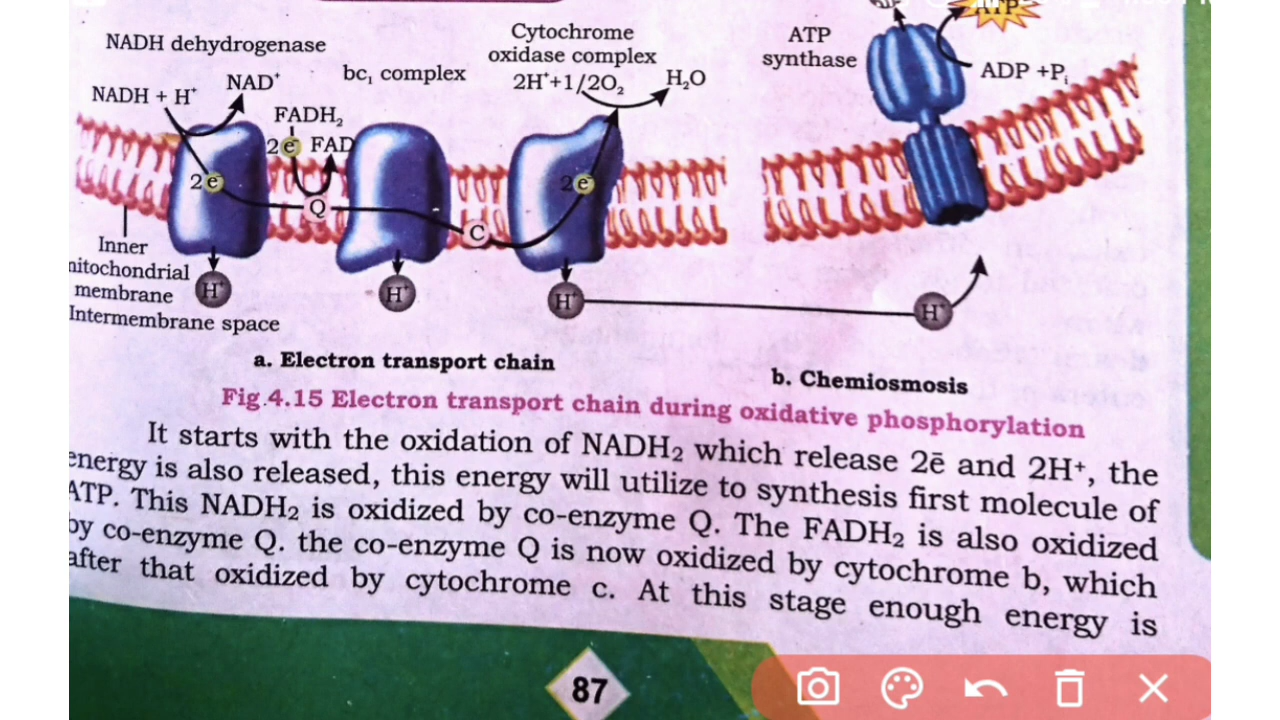 NADH dehydrogenase
NAD⁺
NADH + H⁺
FADH₂
2e⁻ FAD
2e⁻
Q
bc₁ complex
Cytochrome
oxidase complex
2H⁺+1/2O₂
H₂O
2e⁻
C
ATP
synthase
ATP
ADP +Pᵢ
Inner
nitochondrial
membrane
Intermembrane space
H⁺
H⁺
H⁺
H⁺
a. Electron transport chain
b. Chemiosmosis
Fig.4.15 Electron transport chain during oxidative phosphorylation
It starts with the oxidation of NADH₂ which release 2ē and 2H⁺, the
energy is also released, this energy will utilize to synthesis first molecule of
ATP. This NADH₂ is oxidized by co-enzyme Q. The FADH₂ is also oxidized
by co-enzyme Q. the co-enzyme Q is now oxidized by cytochrome b, which
after that oxidized by cytochrome c. At this stage enough energy is
87